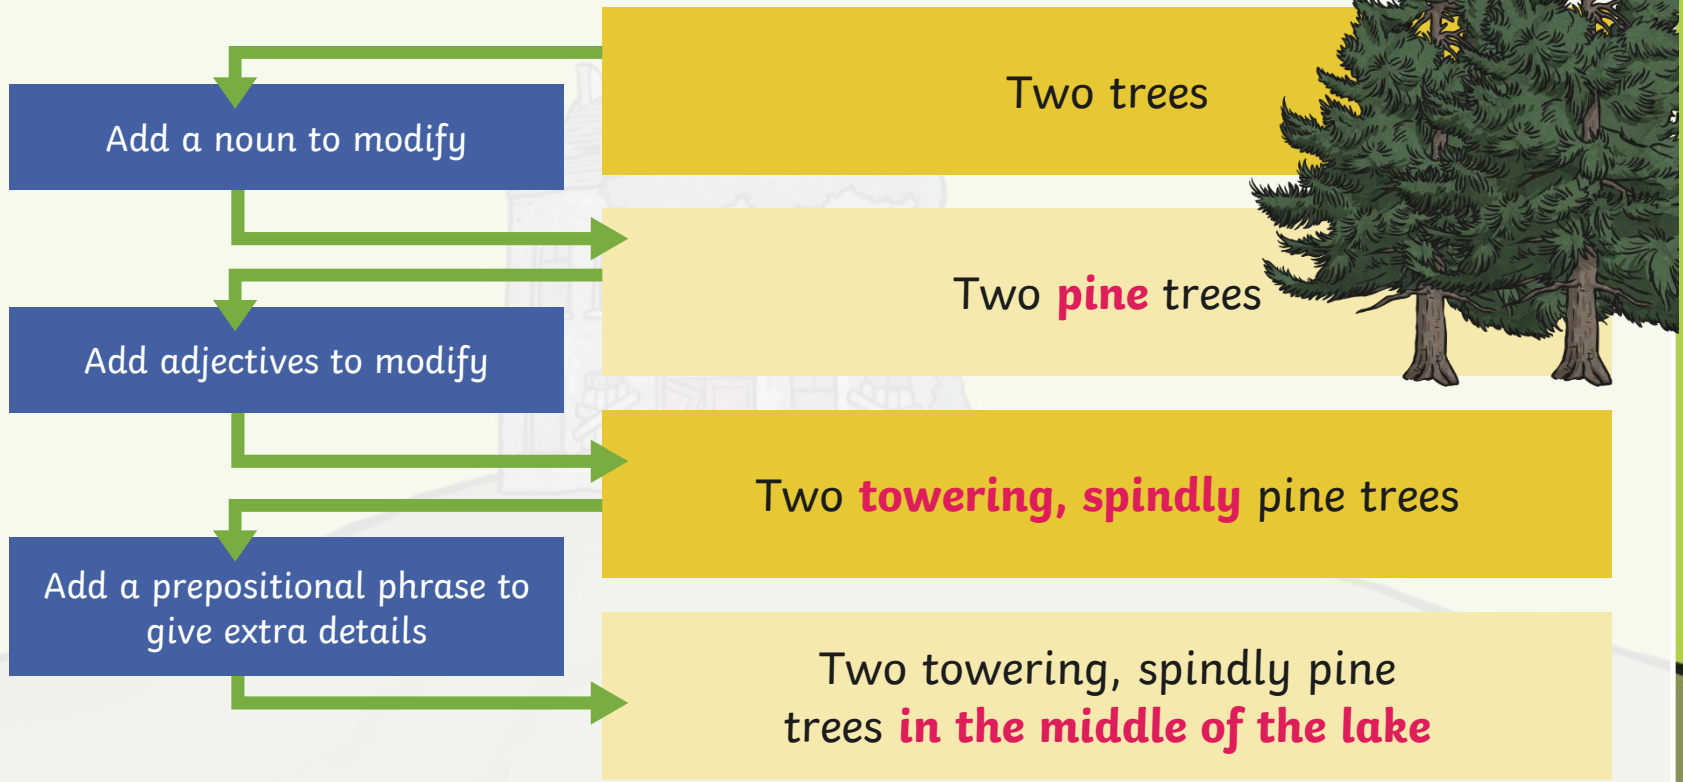 Two trees
Add a noun to modify
Two pine trees
Add adjectives to modify
Two towering, spindly pine trees
Add a prepositional phrase to
give extra details
Two towering, spindly pine
trees in the middle of the lake